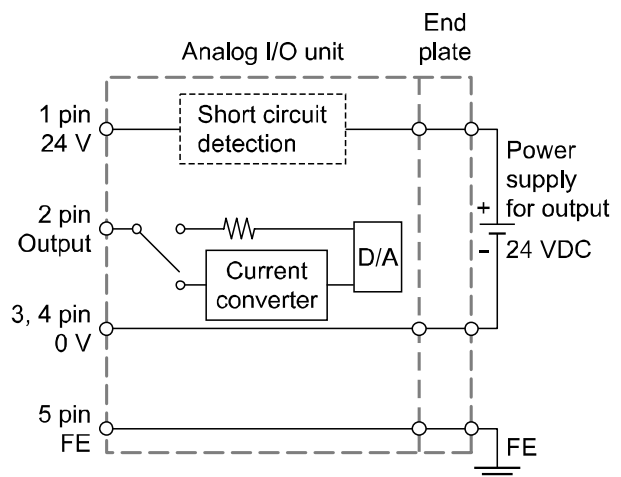 Analog I/O unit
End
plate
1 pin
24 V
Short circuit
detection
Power
supply
for output
+
-
24 VDC
2 pin
Output
D/A
Current
converter
3, 4 pin
0 V
5 pin
FE
FE